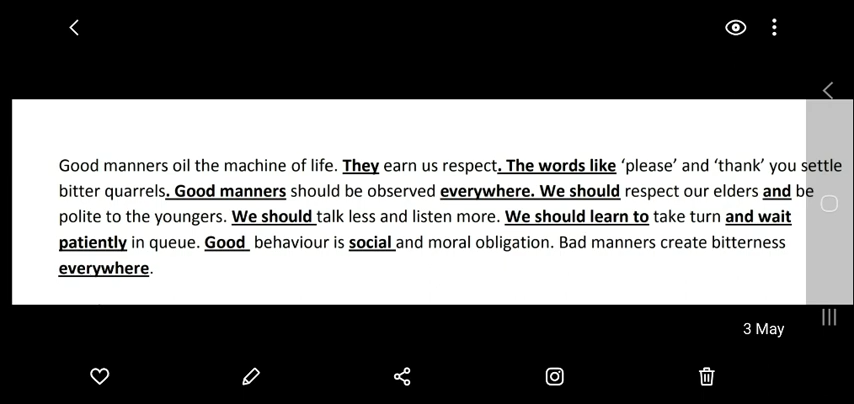 Good manners oil the machine of life. They earn us respect. The words like ‘please’ and ‘thank’ you settle
bitter quarrels. Good manners should be observed everywhere. We should respect our elders and be
polite to the youngers. We should talk less and listen more. We should learn to take turn and wait
patiently in queue. Good behaviour is social and moral obligation. Bad manners create bitterness
everywhere.
3 May